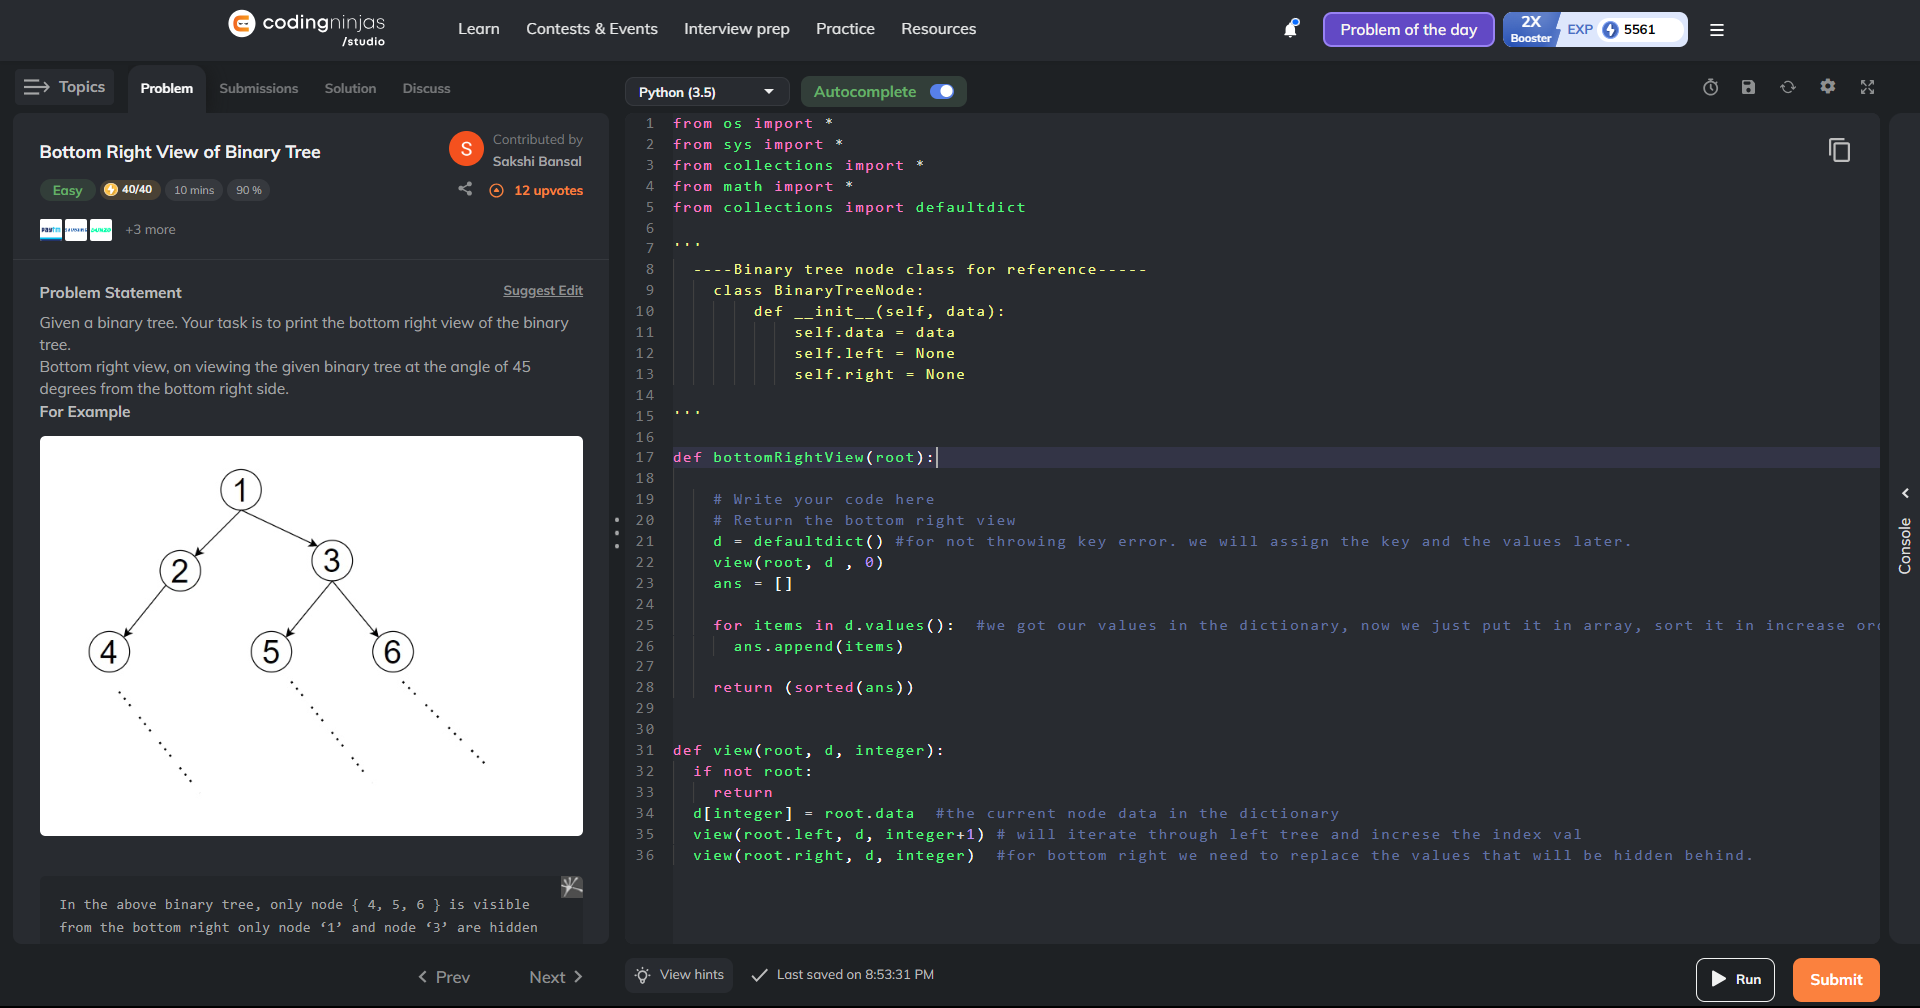 codingninjas
/studio
Learn
Contests & Events
Interview prep
Practice
Resources
Problem of the day
2X
Booster
EXP
5561
Topics
Problem
Submissions
Solution
Discuss
Python (3.5)
Autocomplete
Bottom Right View of Binary Tree
S
Contributed by
Sakshi Bansal
Easy
40/40
10 mins
90 %
12 upvotes
paytm
+3 more
Problem Statement
Suggest Edit
Given a binary tree. Your task is to print the bottom right view of the binary
tree.
Bottom right view, on viewing the given binary tree at the angle of 45
degrees from the bottom right side.
For Example
1
2
3
4
5
6
In the above binary tree, only node { 4, 5, 6 } is visible
from the bottom right only node ‘1’ and node ‘3’ are hidden
Prev
Next
1 from os import *
2 from sys import *
3 from collections import *
4 from math import *
5 from collections import defaultdict
6
7 '''
8 ----Binary tree node class for reference-----
9 class BinaryTreeNode:
10 def __init__(self, data):
11 self.data = data
12 self.left = None
13 self.right = None
14
15 '''
16
17 def bottomRightView(root):
18
19 # Write your code here
20 # Return the bottom right view
21 d = defaultdict() #for not throwing key error. we will assign the key and the values later.
22 view(root, d , 0)
23 ans = []
24
25 for items in d.values(): #we got our values in the dictionary, now we just put it in array, sort it in increase
26 ans.append(items)
27
28 return (sorted(ans))
29
30
31 def view(root, d, integer):
32 if not root:
33 return
34 d[integer] = root.data #the current node data in the dictionary
35 view(root.left, d, integer+1) # will iterate through left tree and increse the index val
36 view(root.right, d, integer) #for bottom right we need to replace the values that will be hidden behind.
Console
View hints
Last saved on 8:53:31 PM
Run
Submit